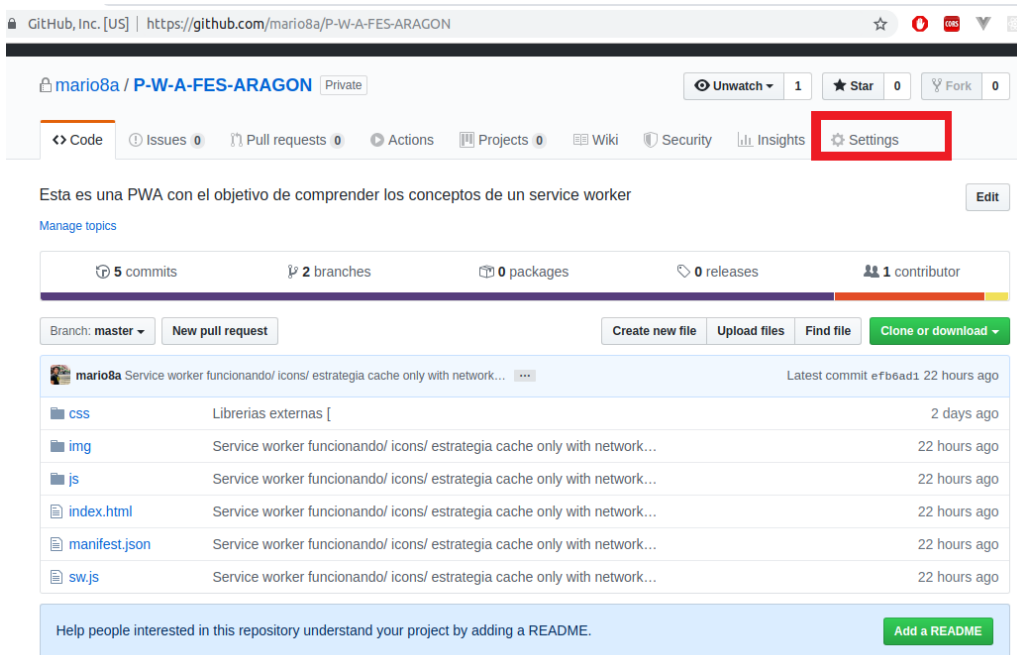 GitHub, Inc. [US] | https://github.com/mario8a/P-W-A-FES-ARAGON
mario8a / P-W-A-FES-ARAGON Private Unwatch 1 Star 0 Fork 0
Code Issues 0 Pull requests 0 Actions Projects 0 Wiki Security Insights Settings
Esta es una PWA con el objetivo de comprender los conceptos de un service worker Edit
Manage topics
5 commits 2 branches 0 packages 0 releases 1 contributor
Branch: master New pull request Create new file Upload files Find file Clone or download
mario8a Service worker funcionando/ icons/ estrategia cache only with network… ... Latest commit efb6ad1 22 hours ago
css Librerias externas [ 2 days ago
img Service worker funcionando/ icons/ estrategia cache only with network… 22 hours ago
js Service worker funcionando/ icons/ estrategia cache only with network… 22 hours ago
index.html Service worker funcionando/ icons/ estrategia cache only with network… 22 hours ago
manifest.json Service worker funcionando/ icons/ estrategia cache only with network… 22 hours ago
sw.js Service worker funcionando/ icons/ estrategia cache only with network… 22 hours ago
Help people interested in this repository understand your project by adding a README. Add a README